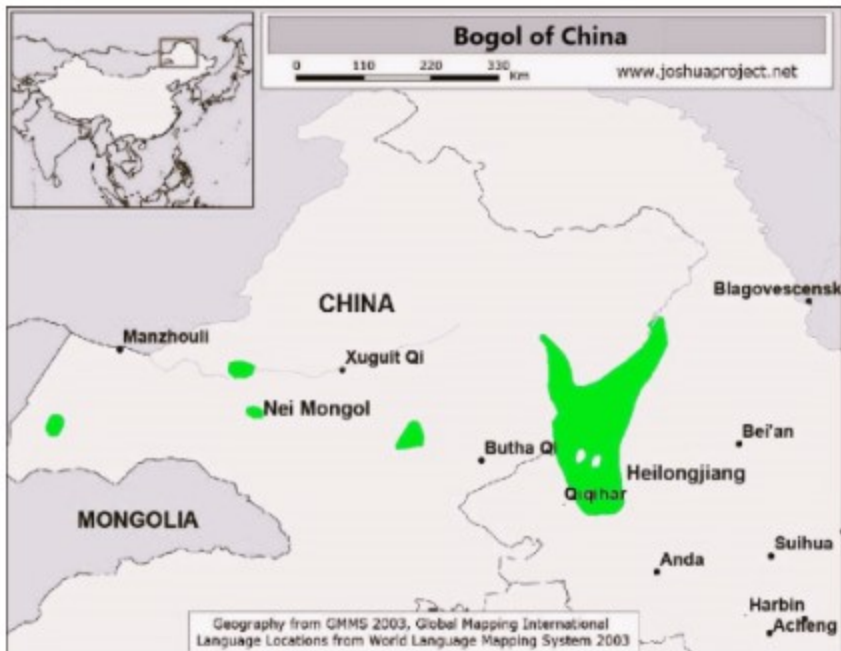 Bogol of China
0 110 220 330
Km
www.joshuaproject.net
Blagovescensk
CHINA
Manzhouli
Xuguit Qi
Nei Mongol
Bei'an
Butha Qi
Heilongjiang
Qiqihar
MONGOLIA
Suihua
Anda
Harbin
Acheng
Geography from GMMS 2003, Global Mapping International
Language Locations from World Language Mapping System 2003